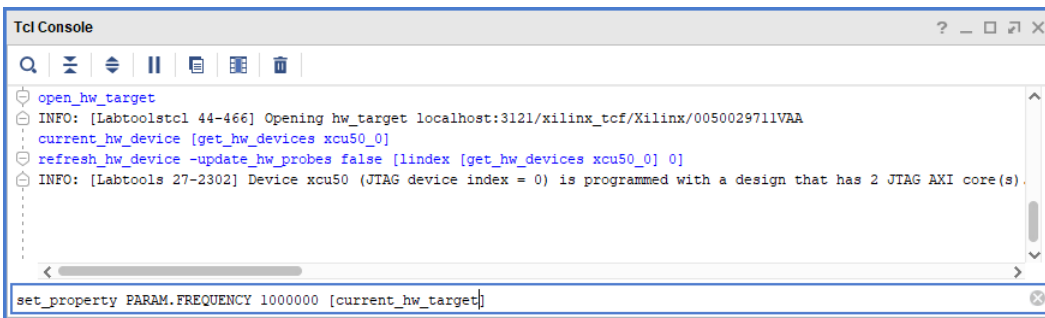 Tcl Console
open_hw_target
INFO: [Labtoolstcl 44-466] Opening hw_target localhost:3121/xilinx_tcf/Xilinx/0050029711VAA
current_hw_device [get_hw_devices xcu50_0]
refresh_hw_device -update_hw_probes false [lindex [get_hw_devices xcu50_0] 0]
INFO: [Labtools 27-2302] Device xcu50 (JTAG device index = 0) is programmed with a design that has 2 JTAG AXI core(s).
set_property PARAM.FREQUENCY 1000000 [current_hw_target]